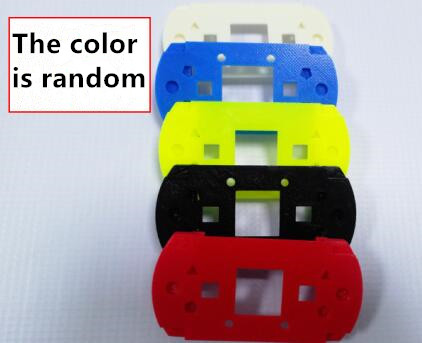 The color
is random